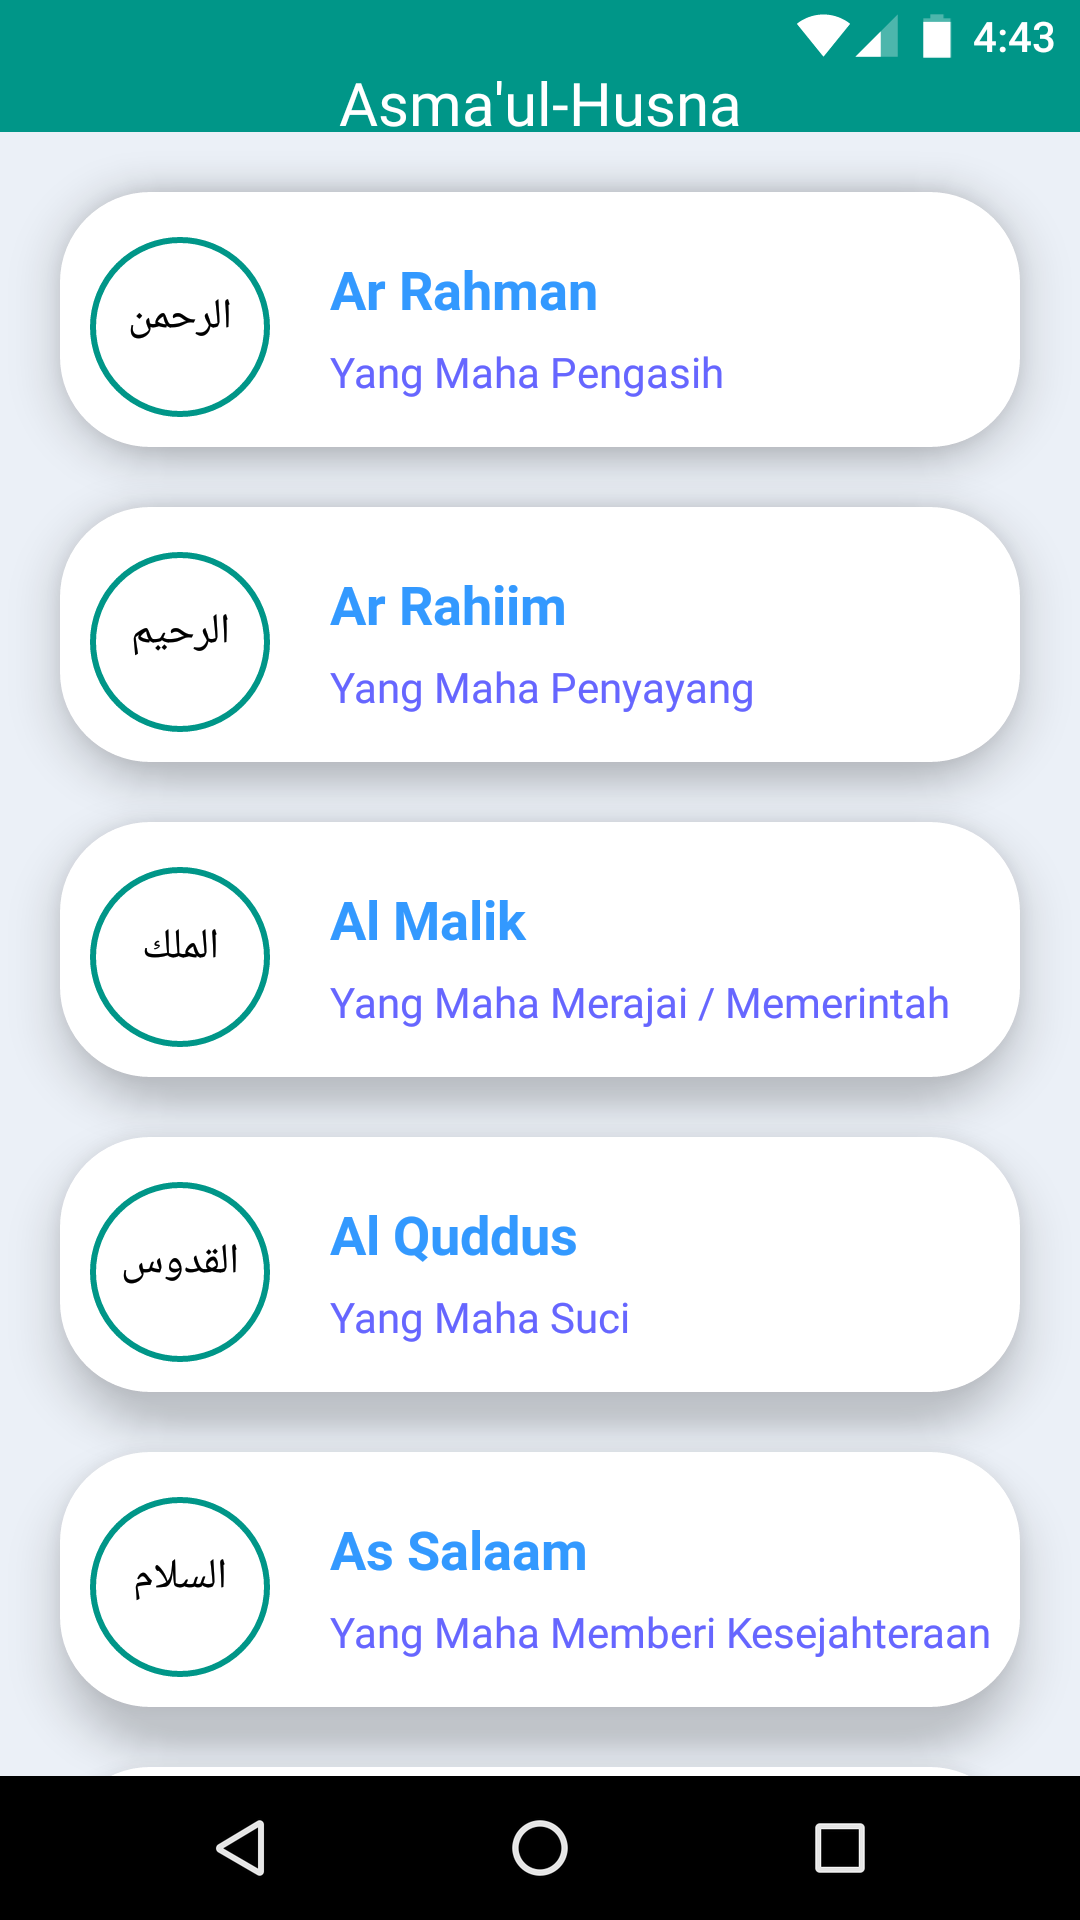 4:43
Asma'ul-Husna
الرحمن
Ar Rahman
Yang Maha Pengasih
الرحيم
Ar Rahiim
Yang Maha Penyayang
الملك
Al Malik
Yang Maha Merajai / Memerintah
القدوس
Al Quddus
Yang Maha Suci
السلام
As Salaam
Yang Maha Memberi Kesejahteraan